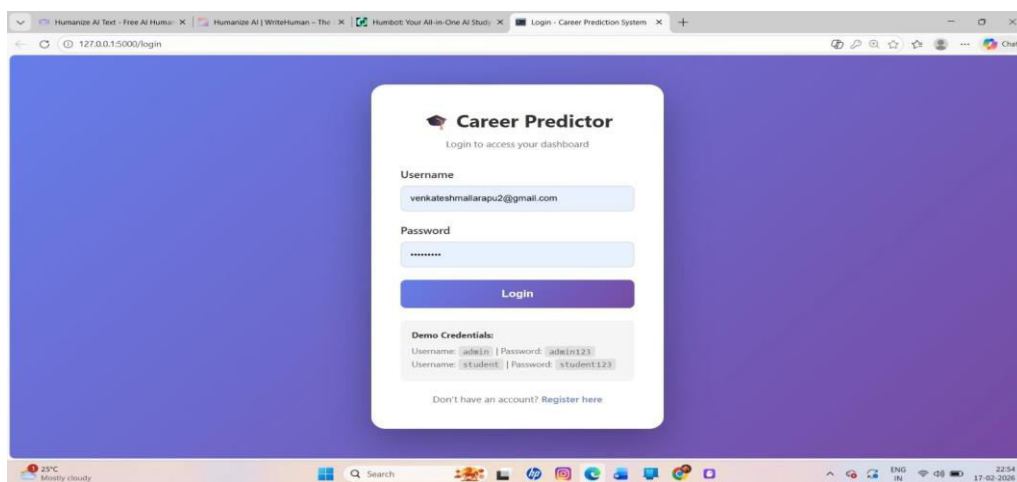 Humanize AI Text - Free AI Human
Humanize AI | WriteHuman – The
Humbot: Your All-in-One AI Study
Login - Career Prediction System
127.0.0.1:5000/login
Chat
Career Predictor
Login to access your dashboard
Username
venkateshmallarapu2@gmail.com
Password
Login
Demo Credentials:
Username: admin | Password: admin123
Username: student | Password: student123
Don't have an account? Register here
1
25°C
Mostly cloudy
Search
ENG
IN
22:54
17-02-2026